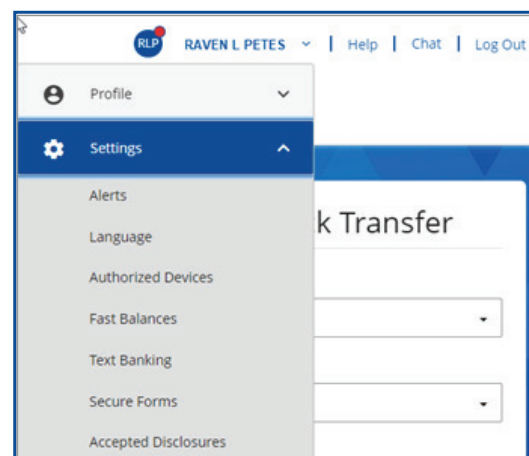 RLP RAVEN L PETES | Help | Chat | Log Out
Profile
Settings
Alerts
k Transfer
Language
Authorized Devices
Fast Balances
Text Banking
Secure Forms
Accepted Disclosures